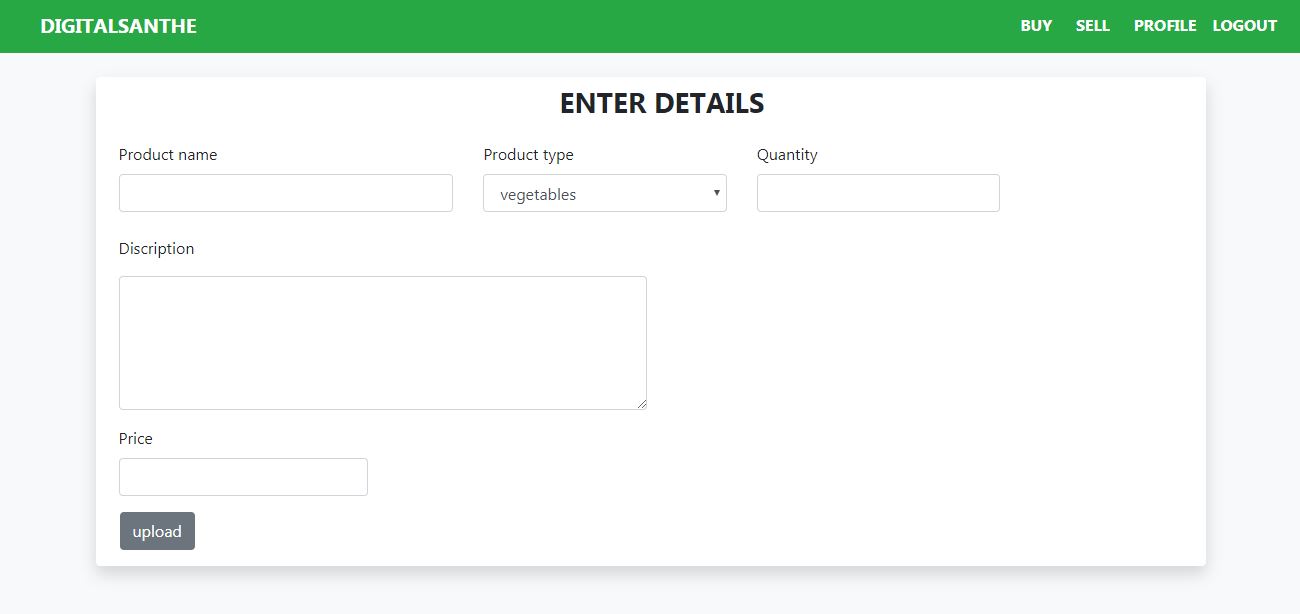 DIGITALSANTHE BUY SELL PROFILE LOGOUT
ENTER DETAILS
Product name Product type Quantity
vegetables
Discription
Price
upload